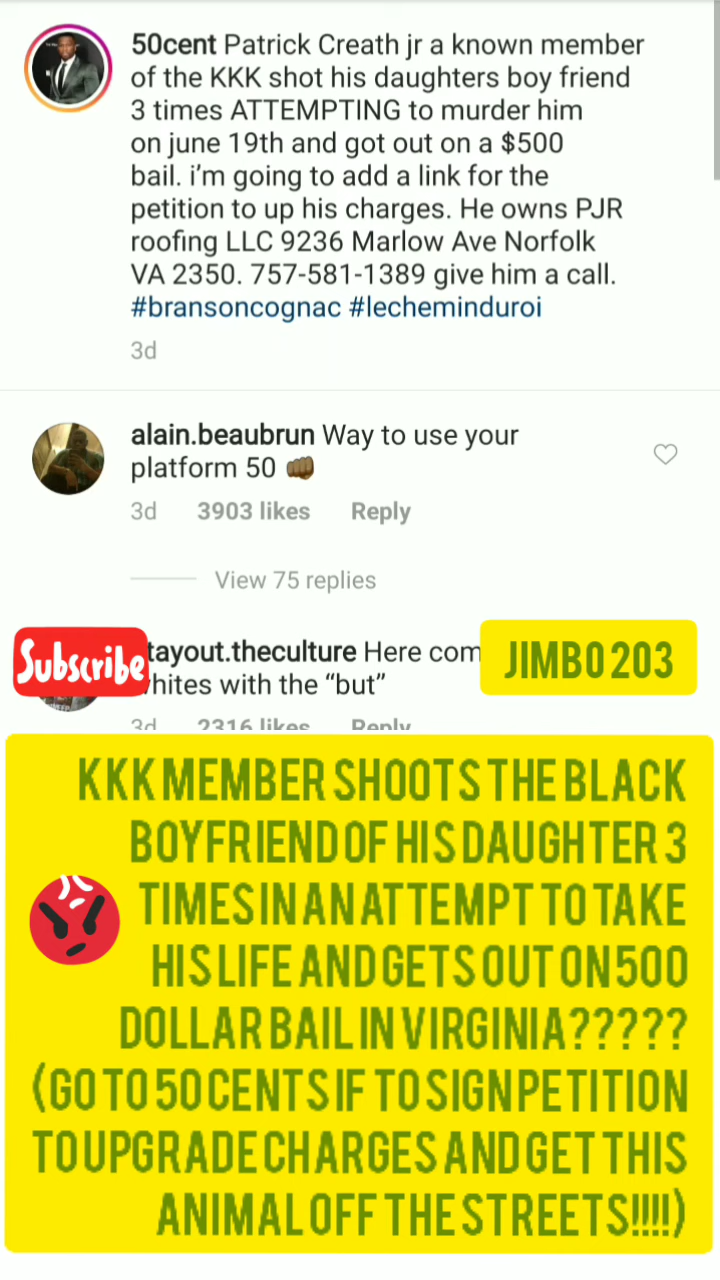 50cent Patrick Creath jr a known member
of the KKK shot his daughters boy friend
3 times ATTEMPTING to murder him
on june 19th and got out on a $500
bail. i'm going to add a link for the
petition to up his charges. He owns PJR
roofing LLC 9236 Marlow Ave Norfolk
VA 2350. 757-581-1389 give him a call.
#bransoncognac #lecheminduroi
3d
alain.beaubrun Way to use your
platform 50 👊🏾
3d 3903 likes Reply
View 75 replies
Subscribe
tayout.theculture Here com
hites with the “but”
JIMBO203
3d 2316 likes Reply
KKK MEMBER SHOOTS THE BLACK
BOYFRIEND OF HIS DAUGHTER 3
TIMES IN AN ATTEMPT TO TAKE
HIS LIFE AND GETS OUT ON 500
DOLLAR BAIL IN VIRGINIA?????
(GO TO 50 CENTS IF TO SIGN PETITION
TO UPGRADE CHARGES AND GET THIS
ANIMAL OFF THE STREETS!!!!)